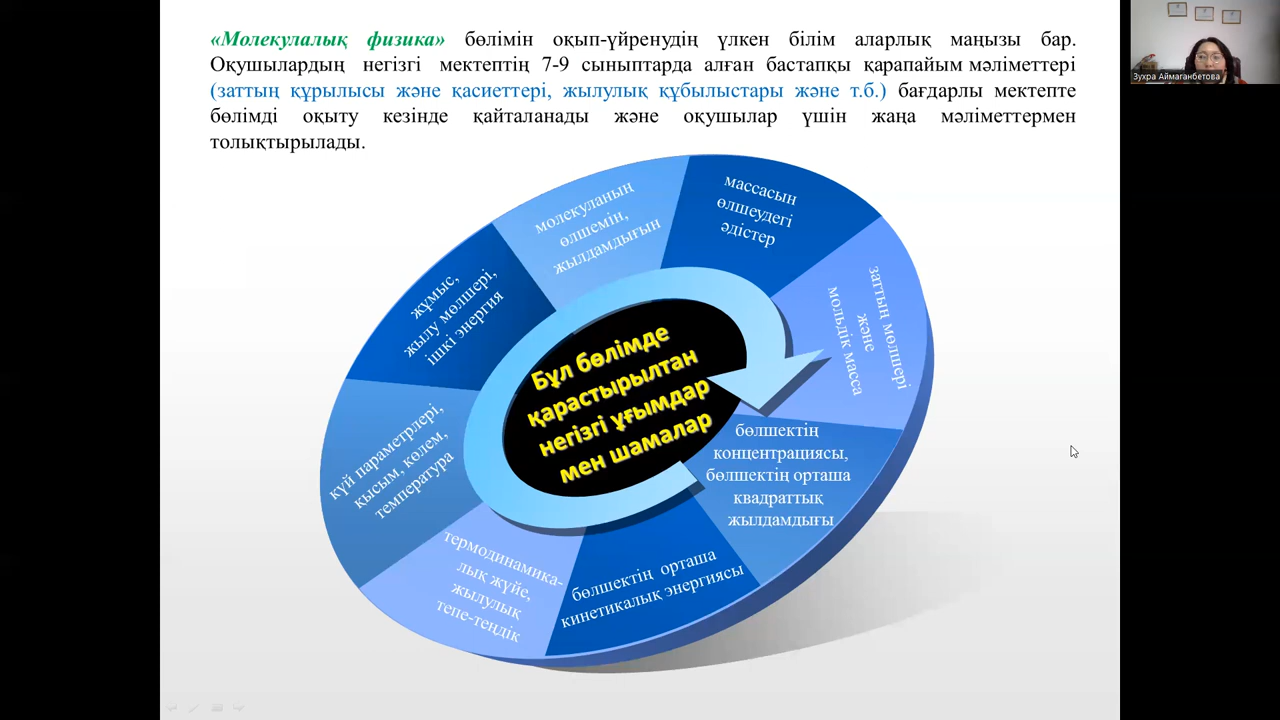 «Молекулалық физика» бөлімін оқып-үйренудің үлкен білім аларлық маңызы бар.
Оқушылардың негізгі мектептің 7-9 сыныптарда алған бастапқы қарапайым мәліметтері
(заттың құрылысы және қасиеттері, жылулық құбылыстары және т.б.) бағдарлы мектепте
бөлімді оқыту кезінде қайталанады және оқушылар үшін жаңа мәліметтермен
толықтырылады.
Зухра Аймаганбетова
молекуланың
өлшемін,
жылдамдығын
массасын
өлшеудегі
әдістер
заттың мөлшері
және
мольдік масса
бөлшектің
концентрациясы,
бөлшектің орташа
квадраттық
жылдамдығы
бөлшектің орташа
кинетикалық энергиясы
термодинамика-
лық жүйе,
жылулық
тепе-теңдік
күй параметрлері,
қысым, көлем,
температура
жұмыс,
жылу мөлшері,
ішкі энергия
Бұл бөлімде
қарастырылтан
негізгі ұғымдар
мен шамалар